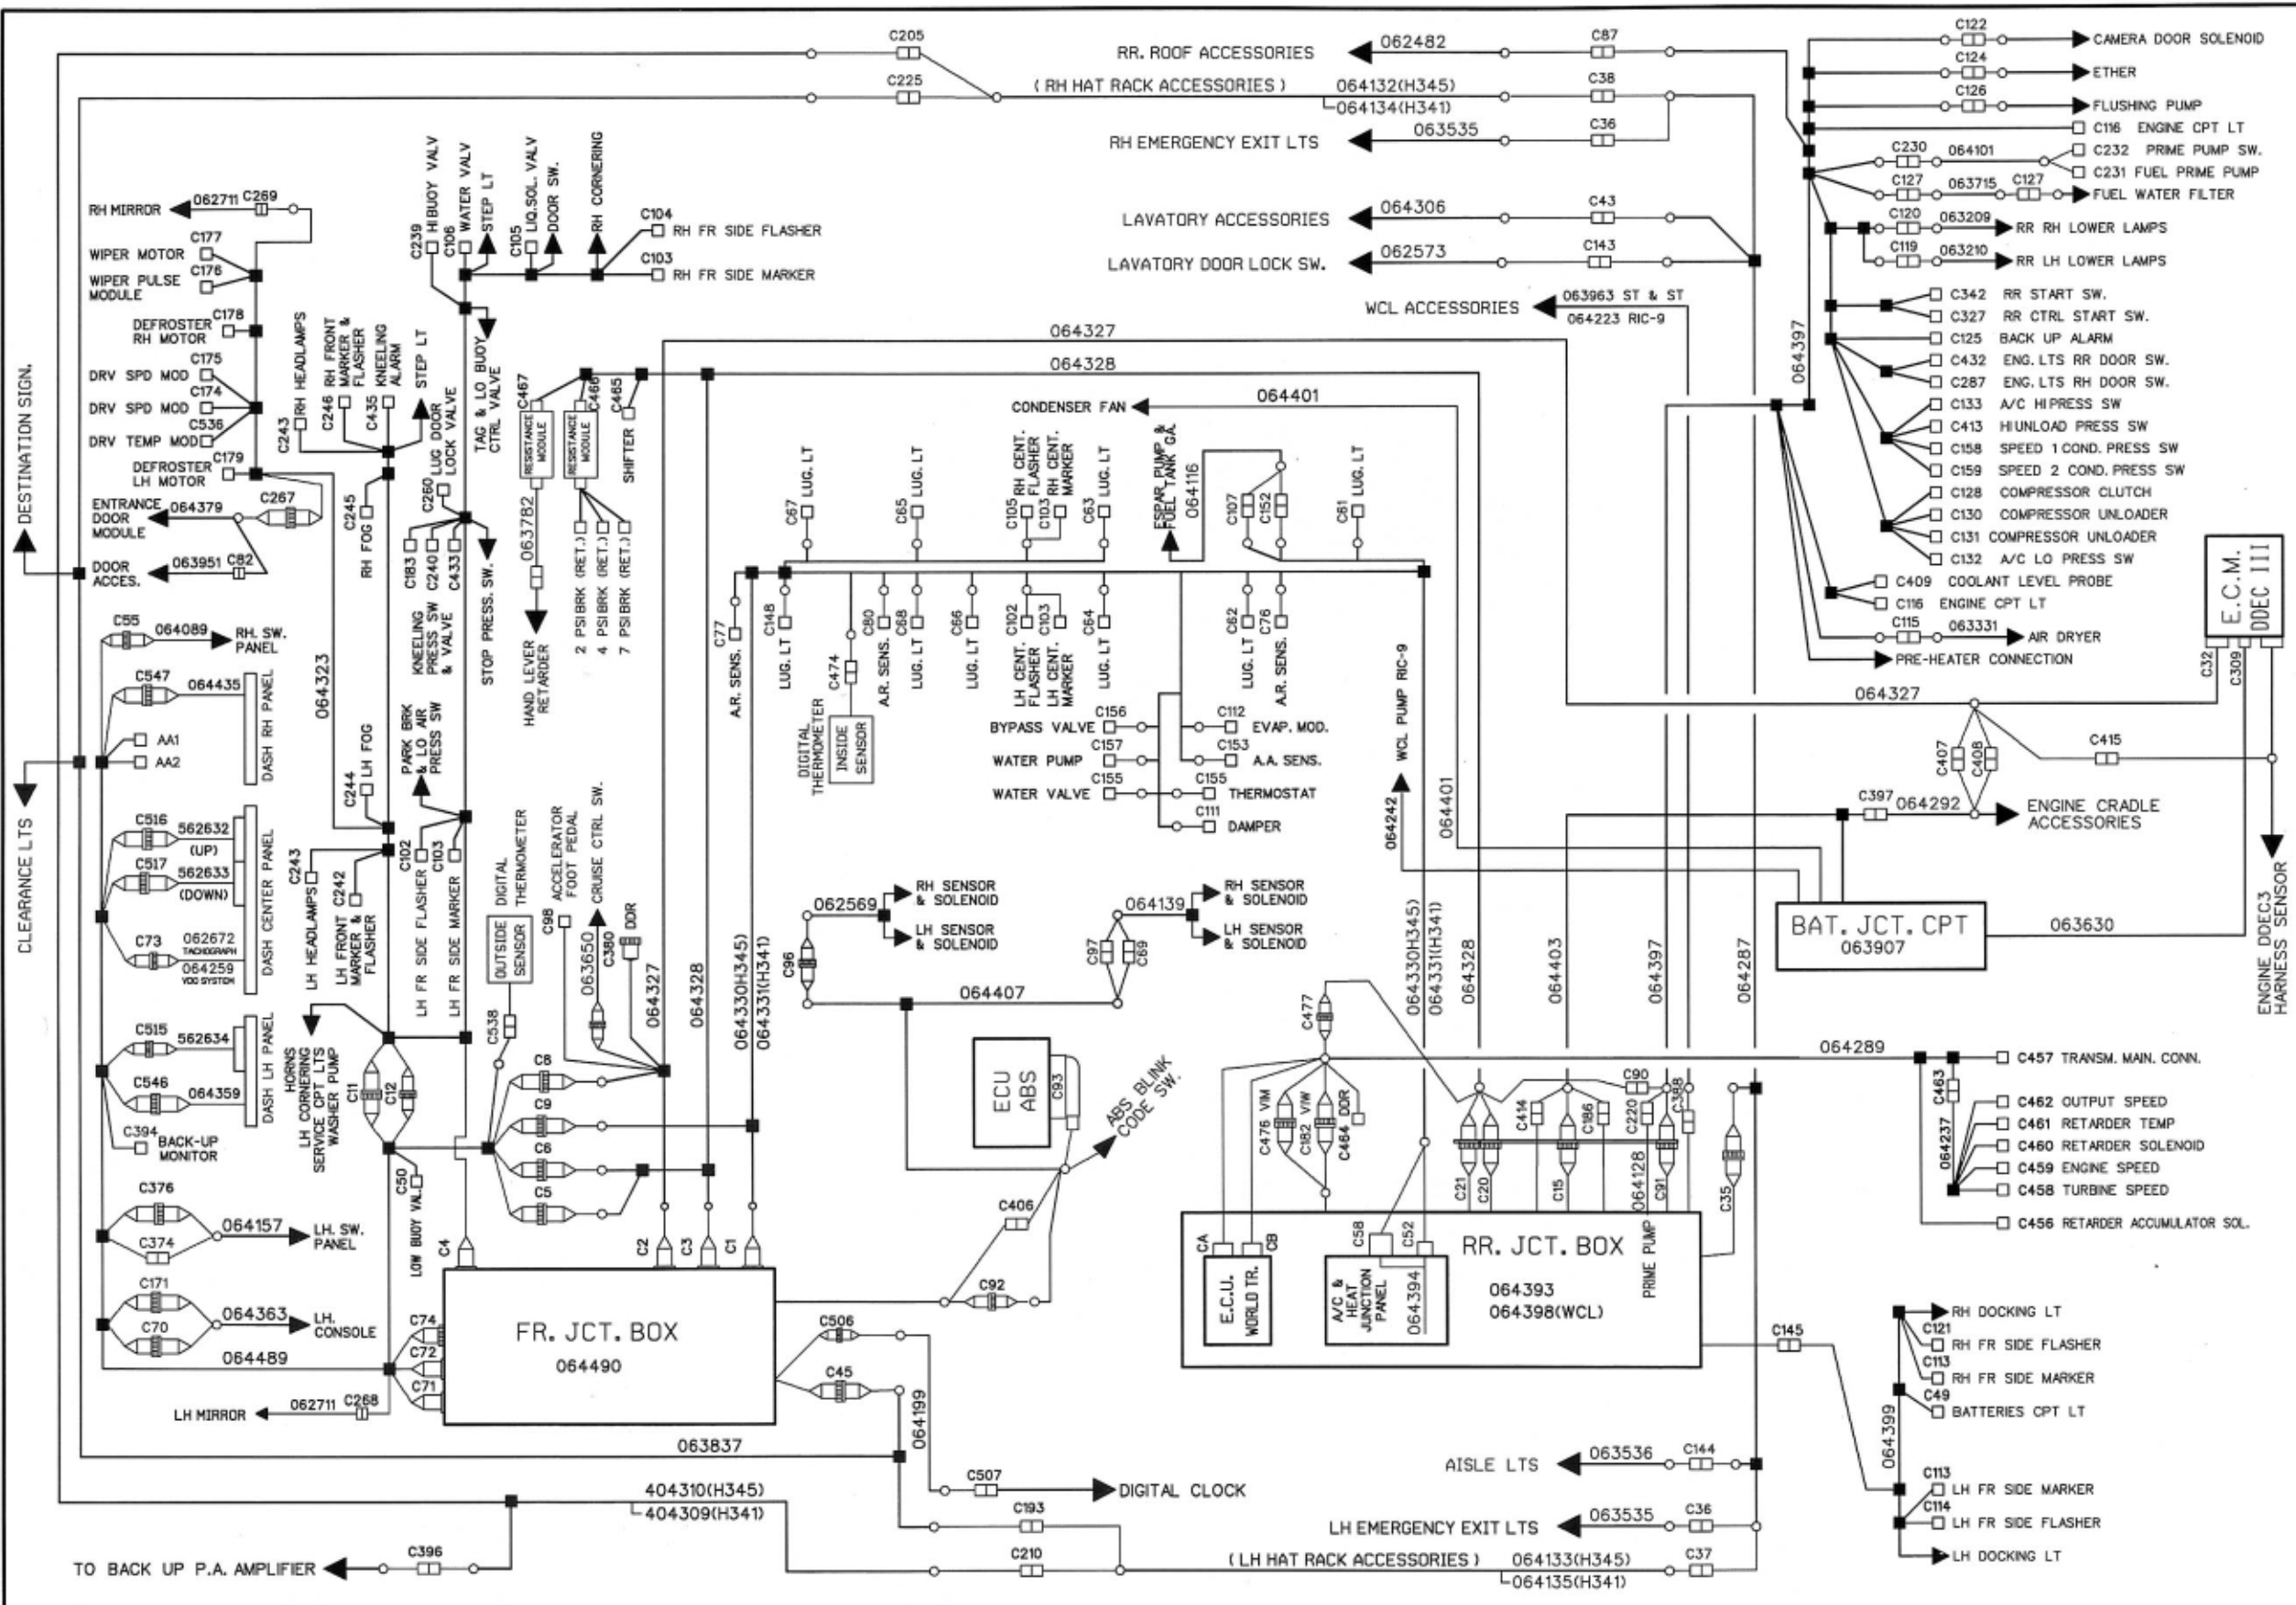 C205
C225
RR. ROOF ACCESSORIES
062482
C87
( RH HAT RACK ACCESSORIES )
064132(H345)
064134(H341)
C38
RH EMERGENCY EXIT LTS
063535
C36
LAVATORY ACCESSORIES
064306
C43
LAVATORY DOOR LOCK SW.
062573
C143
WCL ACCESSORIES
063963 ST & ST
064223 RIC-9
C122
CAMERA DOOR SOLENOID
C124
ETHER
C126
FLUSHING PUMP
C116 ENGINE CPT LT
C230
064101
C232 PRIME PUMP SW.
C231 FUEL PRIME PUMP
C127
063715
C127
FUEL WATER FILTER
C120
063209
RR RH LOWER LAMPS
C119
063210
RR LH LOWER LAMPS
C342 RR START SW.
C327 RR CTRL START SW.
C125 BACK UP ALARM
C432 ENG. LTS RR DOOR SW.
C287 ENG. LTS RH DOOR SW.
C133 A/C HI PRESS SW
C413 HI UNLOAD PRESS SW
C158 SPEED 1 COND. PRESS SW
C159 SPEED 2 COND. PRESS SW
C128 COMPRESSOR CLUTCH
C130 COMPRESSOR UNLOADER
C131 COMPRESSOR UNLOADER
C132 A/C LO PRESS SW
C409 COOLANT LEVEL PROBE
C116 ENGINE CPT LT
C115
063331
AIR DRYER
PRE-HEATER CONNECTION
064397
E.C.M.
DDEC III
C32
C309
064327
C407
C408
C415
C397
064292
ENGINE CRADLE
ACCESSORIES
BAT. JCT. CPT
063907
063630
ENGINE DDEC3
HARNESS SENSOR
RH MIRROR
062711
C269
WIPER MOTOR
C177
WIPER PULSE
MODULE
C176
DEFROSTER
RH MOTOR
C178
DRV SPD MOD
C175
DRV SPD MOD
C174
DRV TEMP MOD
C536
DEFROSTER
LH MOTOR
C179
ENTRANCE
DOOR
MODULE
064379
C267
DOOR
ACCES.
063951
C82
DESTINATION SIGN.
CLEARANCE LTS
C239
HI BUOY VALV
C106
WATER VALV
STEP LT
C105
LIQ. SOL. VALV
DOOR SW.
RH CORNERING
C104
RH FR SIDE FLASHER
C103
RH FR SIDE MARKER
TAG & LO BUOY
CTRL VALVE
C243
RH HEADLAMPS
C246
RH FRONT
MARKER &
FLASHER
C435
KNEELING
ALARM
STEP LT
C245
RH FOG
C260
LUG DOOR
LOCK VALVE
C183
C240
C433
KNEELING
PRESS SW
& VALVE
STOP PRESS. SW.
064323
C467
RESISTANCE
MODULE
C466
RESISTANCE
MODULE
C465
SHIFTER
063782
HAND LEVER
RETARDER
2 PSI BRK (RET.)
4 PSI BRK (RET.)
7 PSI BRK (RET.)
064327
064328
CONDENSER FAN
064401
C67
LUG. LT
C65
LUG. LT
C105
RH CENT.
FLASHER
C103
RH CENT.
MARKER
C63
LUG. LT
ESPAR PUMP &
FUEL TANK GA.
064116
C107
C152
C61
LUG. LT
C77
A.R. SENS.
C148
LUG. LT
C474
DIGITAL
THERMOMETER
INSIDE
SENSOR
C80
A.R. SENS.
C68
LUG. LT
C66
LUG. LT
C102
LH CENT.
FLASHER
C103
LH CENT.
MARKER
C64
LUG. LT
C62
LUG. LT
C76
A.R. SENS.
BYPASS VALVE
C156
C112
EVAP. MOD.
WATER PUMP
C157
C153
A.A. SENS.
WATER VALVE
C155
C155
THERMOSTAT
C111
DAMPER
WCL PUMP RIC-9
064242
064401
C55
064089
RH. SW.
PANEL
C547
064435
DASH RH PANEL
AA1
AA2
C516
562632
(UP)
C517
562633
(DOWN)
C73
062672
TACHOGRAPH
064259
VDO SYSTEM
DASH CENTER PANEL
C515
562634
C546
064359
DASH LH PANEL
C394
BACK-UP
MONITOR
C376
C374
064157
LH. SW.
PANEL
C171
C70
064363
LH.
CONSOLE
064489
LH MIRROR
062711
C268
C244
LH FOG
PARK BRK
& LO AIR
PRESS SW
C243
LH HEADLAMPS
C242
LH FRONT
MARKER &
FLASHER
C102
LH FR SIDE FLASHER
C103
LH FR SIDE MARKER
HORNS
LH CORNERING
SERVICE CPT LTS
WASHER PUMP
C11
C12
C50
LOW BUOY VAL.
C538
OUTSIDE
SENSOR
DIGITAL
THERMOMETER
C98
ACCELERATOR
FOOT PEDAL
063650
CRUISE CTRL SW.
C380
DDR
C8
C9
C6
C5
064327
064328
064330(H345)
064331(H341)
C4
C2
C3
C1
C74
C72
C71
FR. JCT. BOX
064490
062569
C96
RH SENSOR
& SOLENOID
LH SENSOR
& SOLENOID
064139
C97
C69
RH SENSOR
& SOLENOID
LH SENSOR
& SOLENOID
064407
ECU
ABS
C93
ABS BLINK
CODE SW.
C406
C92
C506
C45
064199
C507
DIGITAL CLOCK
063837
404310(H345)
404309(H341)
C193
C210
C396
TO BACK UP P.A. AMPLIFIER
064330(H345)
064331(H341)
064328
064403
064397
064287
C477
C476 VIM
C182 VIW
C464 DDR
C21
C20
C414
C15
C186
C90
C220
064128
C91
C388
C35
PRIME PUMP
CA
CB
E.C.U.
WORLD TR.
C58
C52
A/C &
HEAT
JUNCTION
PANEL
064394
RR. JCT. BOX
064393
064398(WCL)
064289
C457 TRANSM. MAIN. CONN.
C463
064237
C462 OUTPUT SPEED
C461 RETARDER TEMP
C460 RETARDER SOLENOID
C459 ENGINE SPEED
C458 TURBINE SPEED
C456 RETARDER ACCUMULATOR SOL.
C145
064399
RH DOCKING LT
C121
RH FR SIDE FLASHER
C113
RH FR SIDE MARKER
C49
BATTERIES CPT LT
C113
LH FR SIDE MARKER
C114
LH FR SIDE FLASHER
LH DOCKING LT
AISLE LTS
063536
C144
LH EMERGENCY EXIT LTS
063535
C36
( LH HAT RACK ACCESSORIES )
064133(H345)
064135(H341)
C37